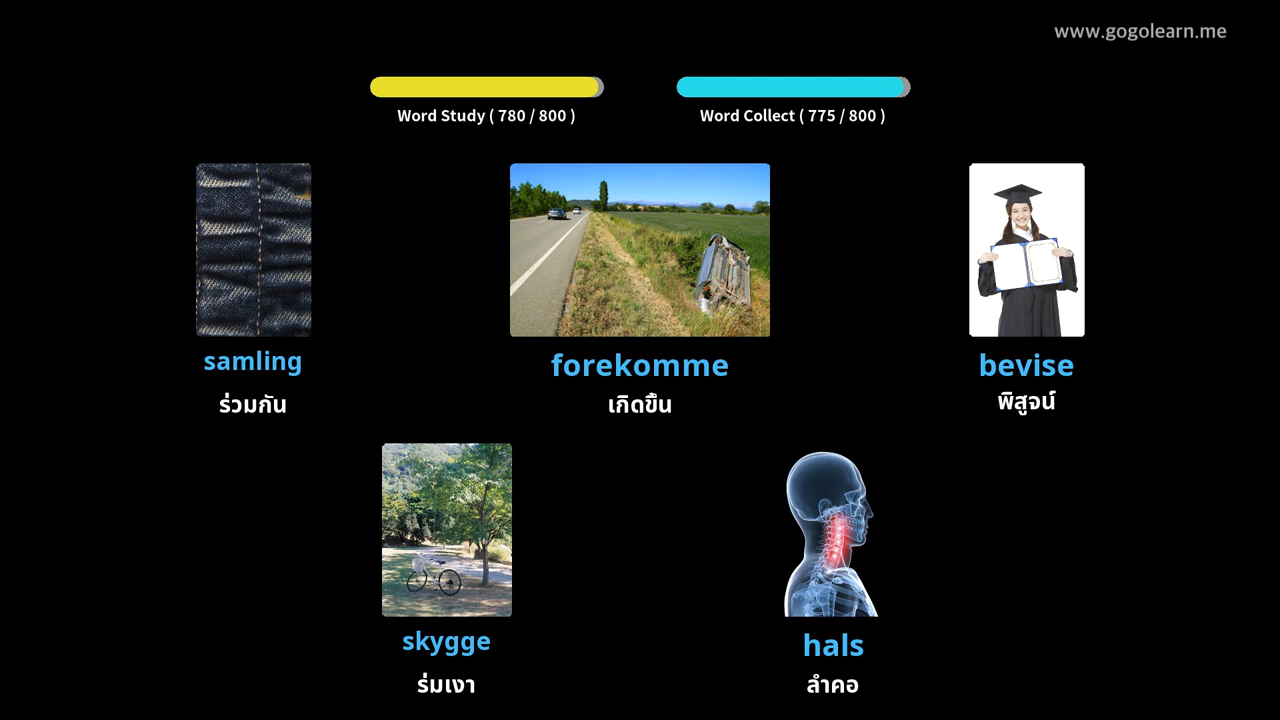 www.gogolearn.me
Word Study ( 780 / 800 )
Word Collect ( 775 / 800 )
samling
ร่วมกัน
forekomme
เกิดขึ้น
bevise
พิสูจน์
skygge
ร่มเงา
hals
ลำคอ